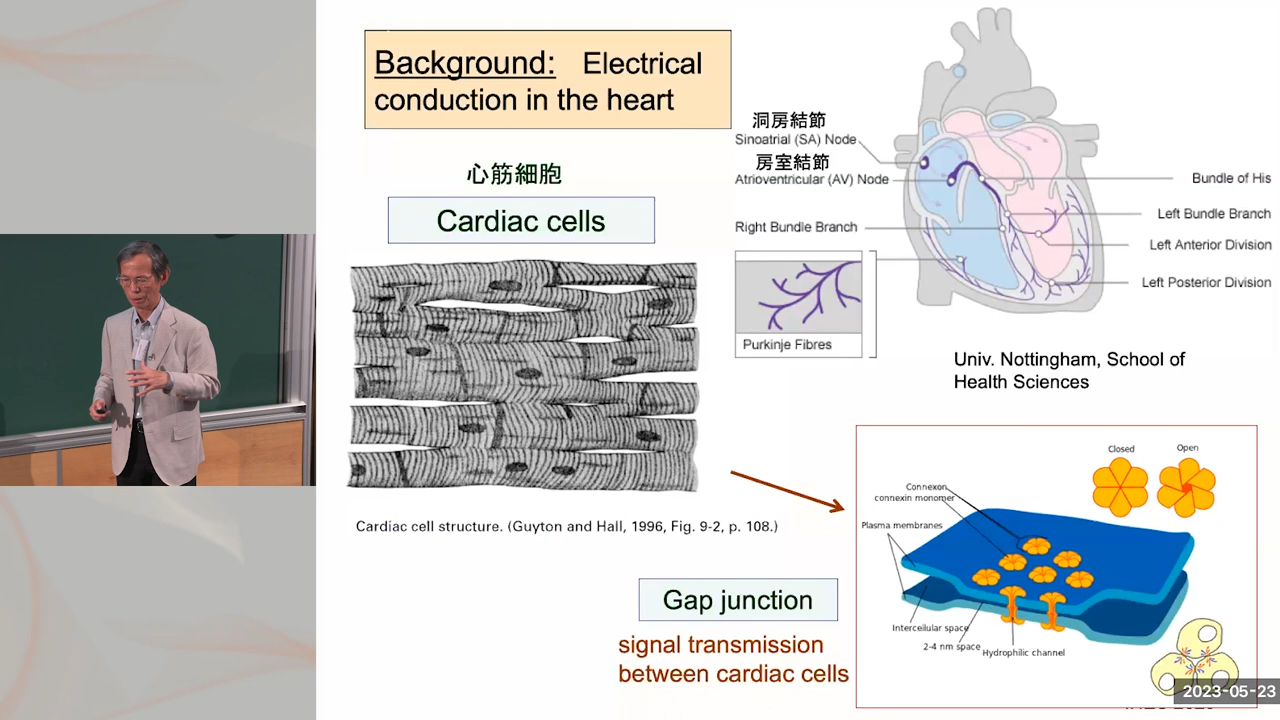 Background: Electrical
conduction in the heart
心筋細胞
Cardiac cells
Cardiac cell structure. (Guyton and Hall, 1996, Fig. 9-2, p. 108.)
洞房結節
Sinoatrial (SA) Node
房室結節
Atrioventricular (AV) Node
Right Bundle Branch
Purkinje Fibres
Bundle of His
Left Bundle Branch
Left Anterior Division
Left Posterior Division
Univ. Nottingham, School of
Health Sciences
Gap junction
signal transmission
between cardiac cells
Closed
Open
Connexon
connexin monomer
Plasma membranes
Intercellular space
2-4 nm space
Hydrophilic channel
2023-05-23